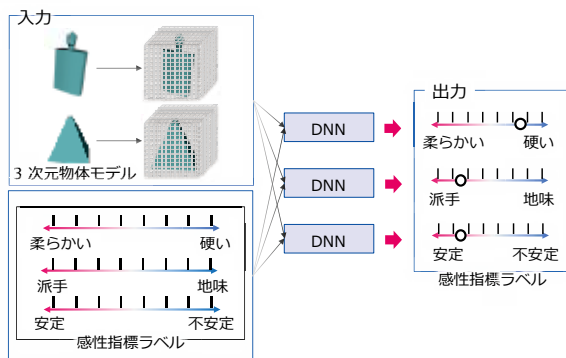 入力
3 次元物体モデル
柔らかい 硬い
派手 地味
安定 不安定
感性指標ラベル
DNN
DNN
DNN
出力
柔らかい 硬い
派手 地味
安定 不安定
感性指標ラベル